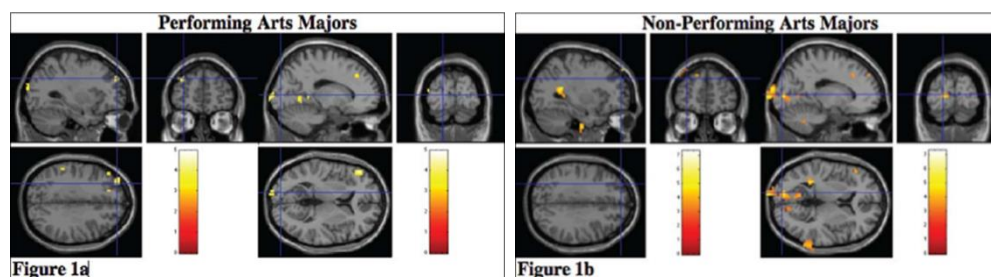 Performing Arts Majors
Figure 1a
Non-Performing Arts Majors
Figure 1b